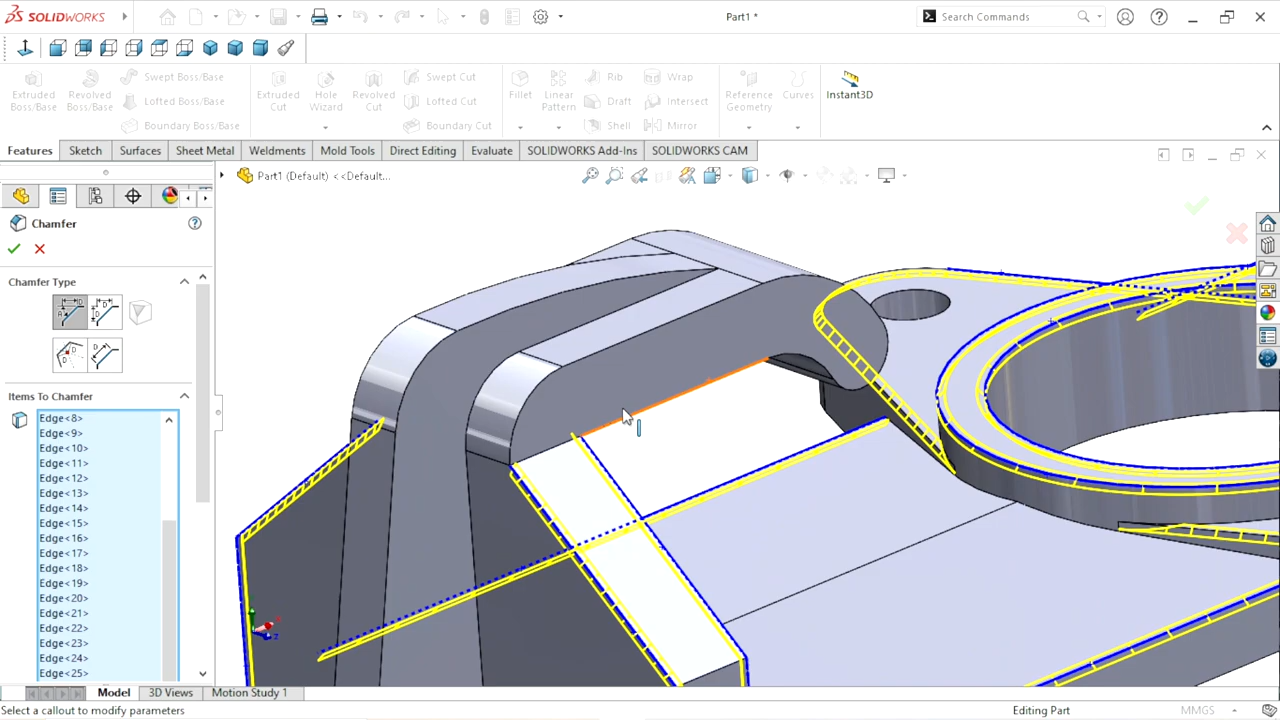 SOLIDWORKS
Part1 *
Search Commands
Extruded Boss/Base
Revolved Boss/Base
Swept Boss/Base
Lofted Boss/Base
Boundary Boss/Base
Extruded Cut
Hole Wizard
Revolved Cut
Swept Cut
Lofted Cut
Boundary Cut
Fillet
Linear Pattern
Rib
Draft
Shell
Wrap
Intersect
Mirror
Reference Geometry
Curves
Instant3D
Features
Sketch
Surfaces
Sheet Metal
Weldments
Mold Tools
Direct Editing
Evaluate
SOLIDWORKS Add-Ins
SOLIDWORKS CAM
Part1 (Default) <<Default...
Chamfer
Chamfer Type
Items To Chamfer
Edge<8>
Edge<9>
Edge<10>
Edge<11>
Edge<12>
Edge<13>
Edge<14>
Edge<15>
Edge<16>
Edge<17>
Edge<18>
Edge<19>
Edge<20>
Edge<21>
Edge<22>
Edge<23>
Edge<24>
Edge<25>
Model
3D Views
Motion Study 1
Select a callout to modify parameters
Editing Part
MMGS